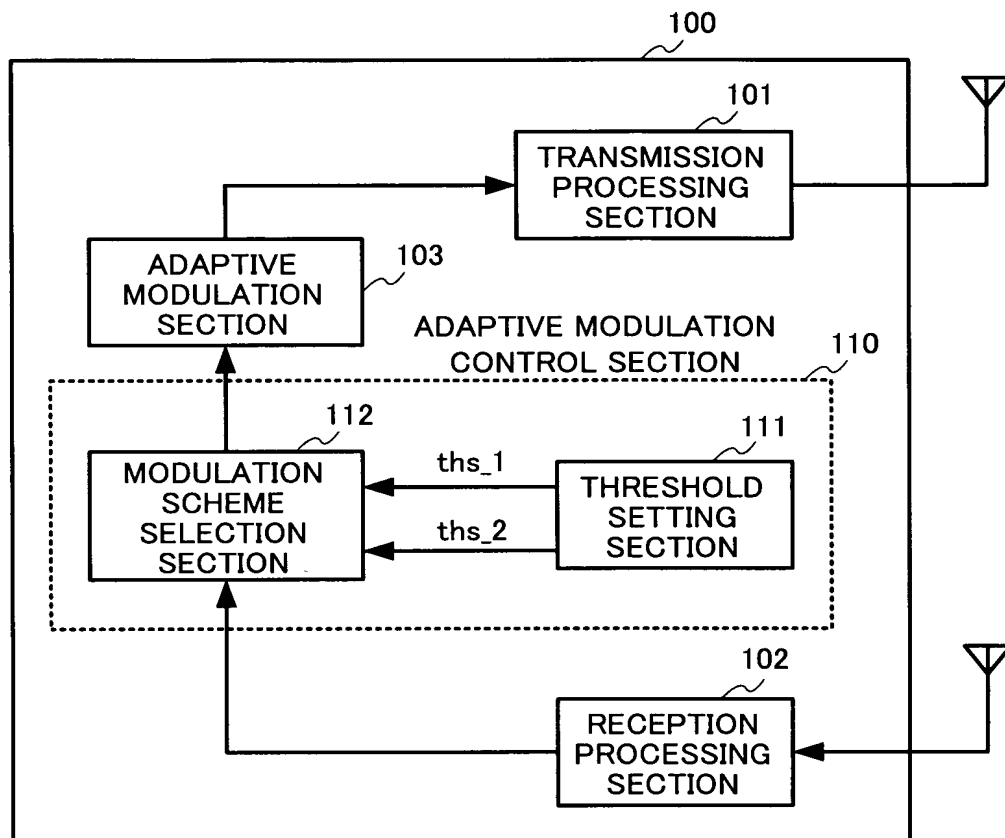 100
101
TRANSMISSION
PROCESSING
SECTION
ADAPTIVE
MODULATION
SECTION
103
ADAPTIVE MODULATION
CONTROL SECTION
110
112
MODULATION
SCHEME
SELECTION
SECTION
ths_1
ths_2
111
THRESHOLD
SETTING
SECTION
102
RECEPTION
PROCESSING
SECTION